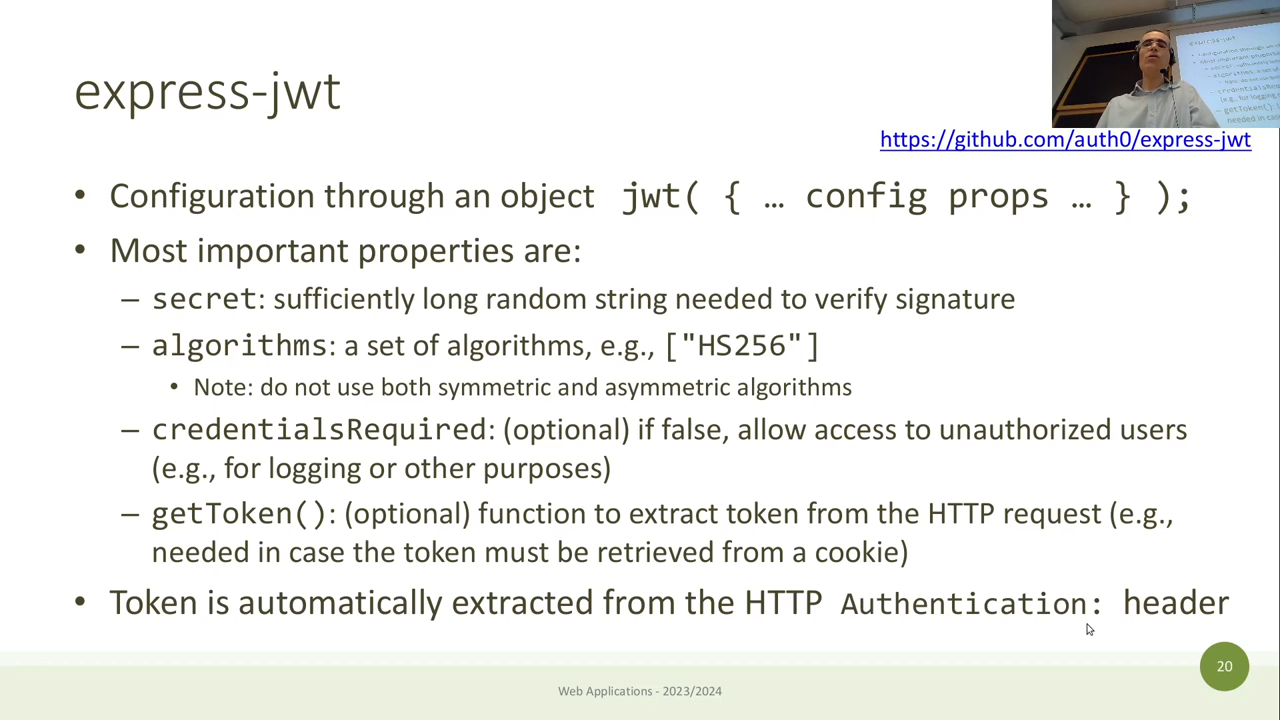 express-jwt
https://github.com/auth0/express-jwt
• Configuration through an object jwt( { … config props … } );
• Most important properties are:
– secret: sufficiently long random string needed to verify signature
– algorithms: a set of algorithms, e.g., ["HS256"]
• Note: do not use both symmetric and asymmetric algorithms
– credentialsRequired: (optional) if false, allow access to unauthorized users
(e.g., for logging or other purposes)
– getToken(): (optional) function to extract token from the HTTP request (e.g.,
needed in case the token must be retrieved from a cookie)
• Token is automatically extracted from the HTTP Authentication: header
20
Web Applications - 2023/2024